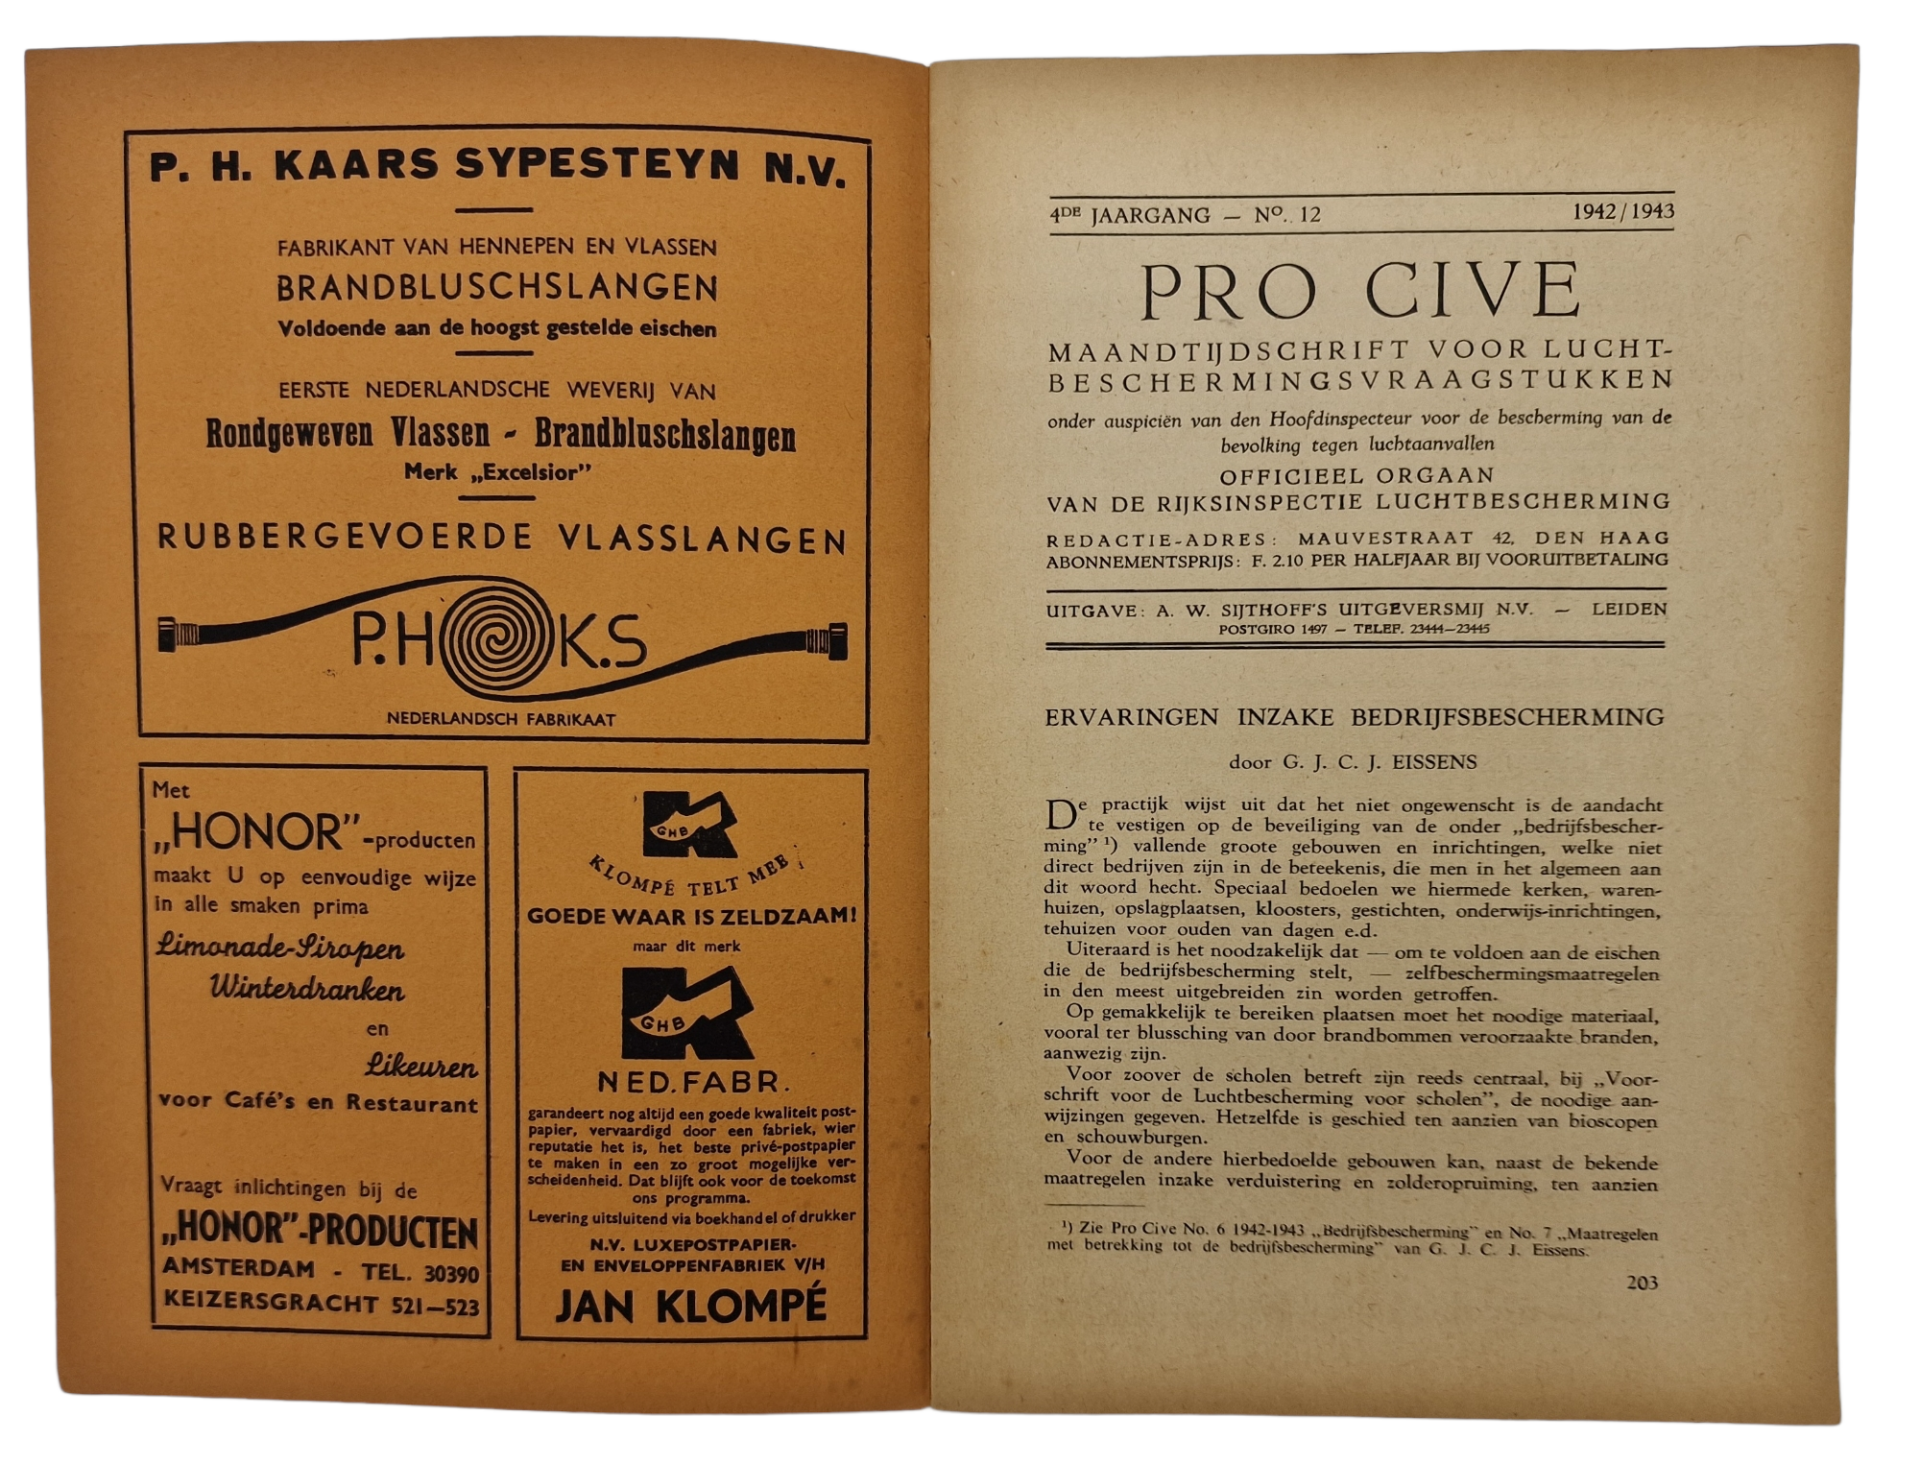 P. H. KAARS SYPESTEYN N.V.
FABRIKANT VAN HENNEPEN EN VLASSEN
BRANDBLUSCHSLANGEN
Voldoende aan de hoogst gestelde eischen
EERSTE NEDERLANDSCHE WEVERIJ VAN
Rondgeweven Vlassen - Brandbluschslangen
Merk „Excelsior”
RUBBERGEVOERDE VLASSLANGEN
P.H K.S
NEDERLANDSCH FABRIKAAT
Met
„HONOR”-producten
maakt U op eenvoudige wijze
in alle smaken prima
Limonade-Siropen
Winterdranken
en
Likeuren
voor Café's en Restaurant
Vraagt inlichtingen bij de
„HONOR”-PRODUCTEN
AMSTERDAM - TEL. 30390
KEIZERSGRACHT 521—523
GHB
KLOMPÉ TELT MEE
GOEDE WAAR IS ZELDZAAM!
maar dit merk
GHB
NED. FABR.
garandeert nog altijd een goede kwaliteit post-
papier, vervaardigd door een fabriek, wier
reputatie het is, het beste privé-postpapier
te maken in een zo groot mogelijke ver-
scheidenheid. Dat blijft ook voor de toekomst
ons programma.
Levering uitsluitend via boekhandel of drukker
N.V. LUXEPOSTPAPIER-
EN ENVELOPPENFABRIEK V/H
JAN KLOMPÉ
4DE JAARGANG — No. 12 1942/1943
PRO CIVE
MAANDTIJDSCHRIFT VOOR LUCHT-
BESCHERMINGSVRAAGSTUKKEN
onder auspiciën van den Hoofdinspecteur voor de bescherming van de
bevolking tegen luchtaanvallen
OFFICIEEL ORGAAN
VAN DE RIJKSINSPECTIE LUCHTBESCHERMING
REDACTIE-ADRES: MAUVESTRAAT 42, DEN HAAG
ABONNEMENTSPRIJS: F. 2.10 PER HALFJAAR BIJ VOORUITBETALING
UITGAVE: A. W. SIJTHOFF'S UITGEVERSMIJ N.V. — LEIDEN
POSTGIRO 1497 — TELEF. 23444—23445
ERVARINGEN INZAKE BEDRIJFSBESCHERMING
door G. J. C. J. EISSENS
De practijk wijst uit dat het niet ongewenscht is de aandacht
te vestigen op de beveiliging van de onder „bedrijfsbescher-
ming” ¹) vallende groote gebouwen en inrichtingen, welke niet
direct bedrijven zijn in de beteekenis, die men in het algemeen aan
dit woord hecht. Speciaal bedoelen we hiermede kerken, waren-
huizen, opslagplaatsen, kloosters, gestichten, onderwijs-inrichtingen,
tehuizen voor ouden van dagen e.d.
Uiteraard is het noodzakelijk dat — om te voldoen aan de eischen
die de bedrijfsbescherming stelt, — zelfbeschermingsmaatregelen
in den meest uitgebreiden zin worden getroffen.
Op gemakkelijk te bereiken plaatsen moet het noodige materiaal,
vooral ter blussching van door brandbommen veroorzaakte branden,
aanwezig zijn.
Voor zoover de scholen betreft zijn reeds centraal, bij „Voor-
schrift voor de Luchtbescherming voor scholen”, de noodige aan-
wijzingen gegeven. Hetzelfde is geschied ten aanzien van bioscopen
en schouwburgen.
Voor de andere hierbedoelde gebouwen kan, naast de bekende
maatregelen inzake verduistering en zolderopruiming, ten aanzien
¹) Zie Pro Cive No. 6 1942-1943 „Bedrijfsbescherming” en No. 7 „Maatregelen
met betrekking tot de bedrijfsbescherming” van G. J. C. J. Eissens.
203